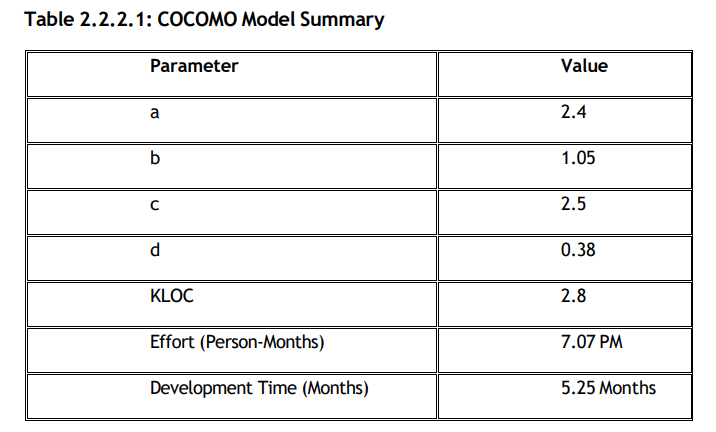 Table 2.2.2.1: COCOMO Model Summary
Parameter Value
a 2.4
b 1.05
c 2.5
d 0.38
KLOC 2.8
Effort (Person-Months) 7.07 PM
Development Time (Months) 5.25 Months